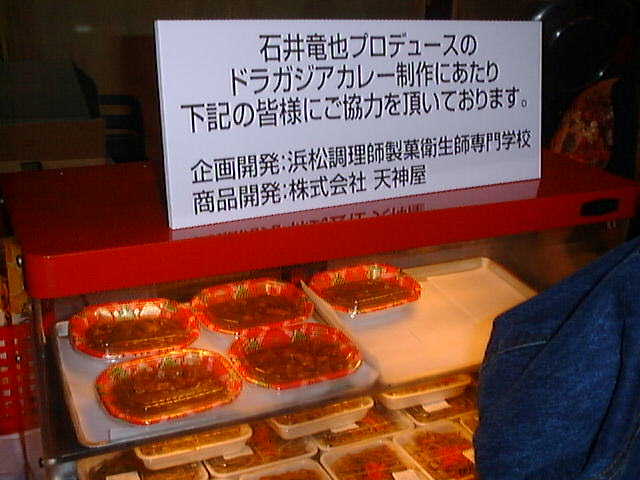 石井竜也プロデュースの
ドラガジアカレー制作にあたり
下記の皆様にご協力を頂いております。
企画開発:浜松調理師製菓衛生師専門学校
商品開発:株式会社 天神屋